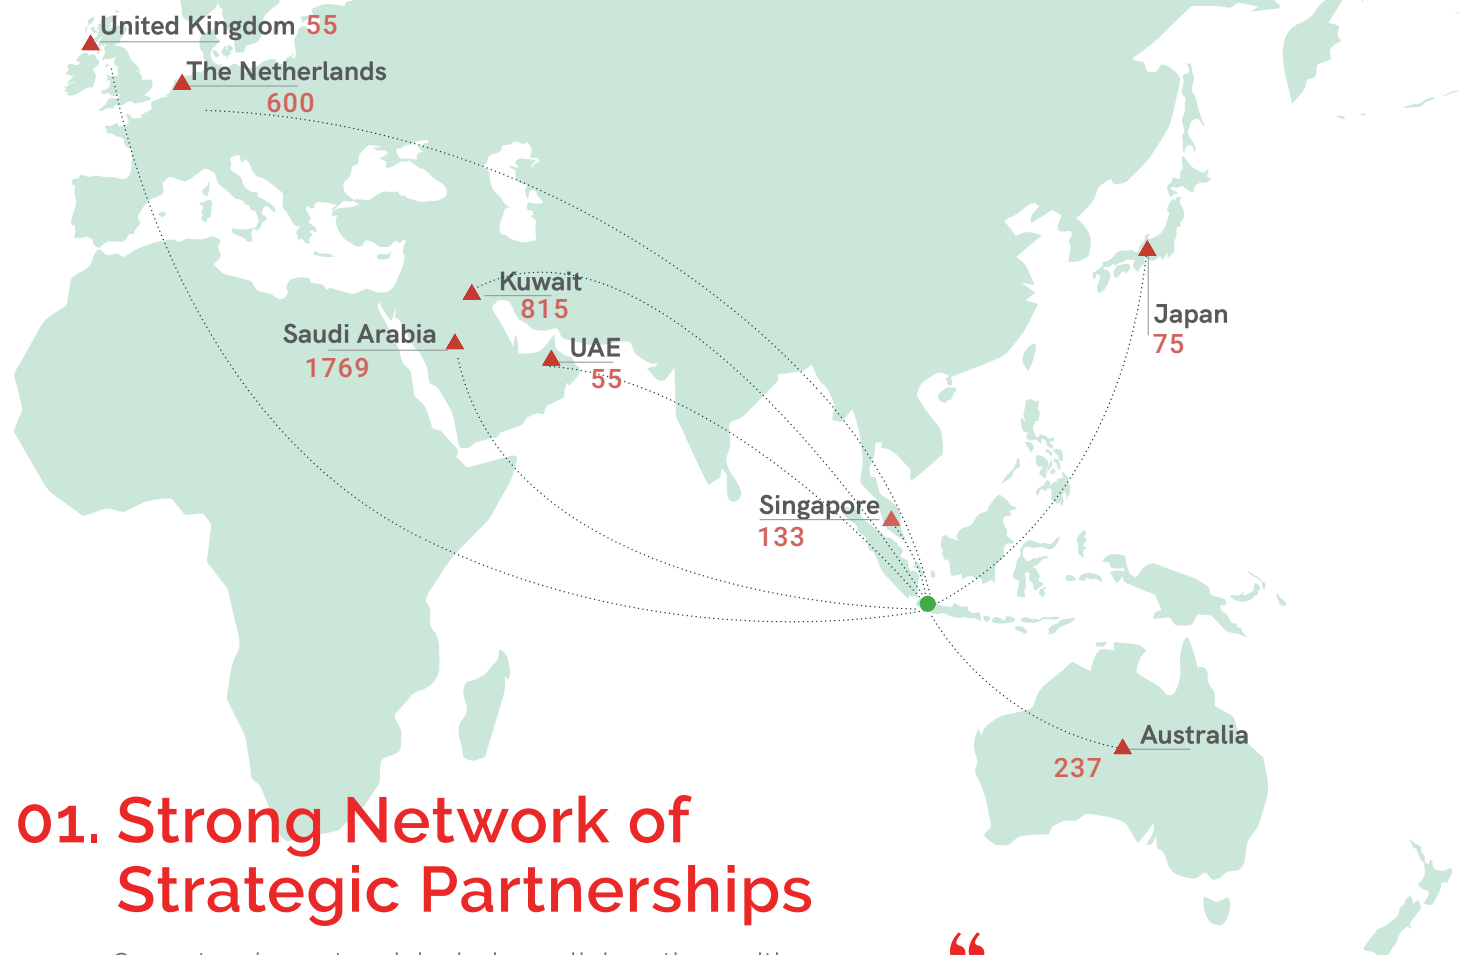 United Kingdom 55
The Netherlands
600
Kuwait
815
Saudi Arabia
1769
UAE
55
Japan
75
Singapore
133
Australia
237
01. Strong Network of
Strategic Partnerships
“